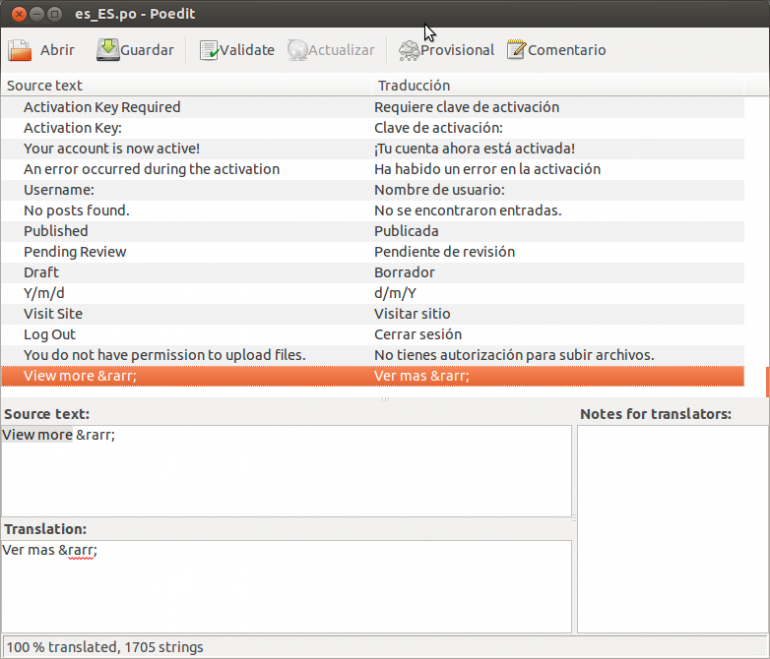 es_ES.po - Poedit
Abrir Guardar Validate Actualizar Provisional Comentario
Source text Traducción
Activation Key Required Requiere clave de activación
Activation Key: Clave de activación:
Your account is now active! ¡Tu cuenta ahora está activada!
An error occurred during the activation Ha habido un error en la activación
Username: Nombre de usuario:
No posts found. No se encontraron entradas.
Published Publicada
Pending Review Pendiente de revisión
Draft Borrador
Y/m/d d/m/Y
Visit Site Visitar sitio
Log Out Cerrar sesión
You do not have permission to upload files. No tienes autorización para subir archivos.
View more &rarr; Ver mas &rarr;
Source text: Notes for translators:
View more &rarr;
Translation:
Ver mas &rarr;
100 % translated, 1705 strings